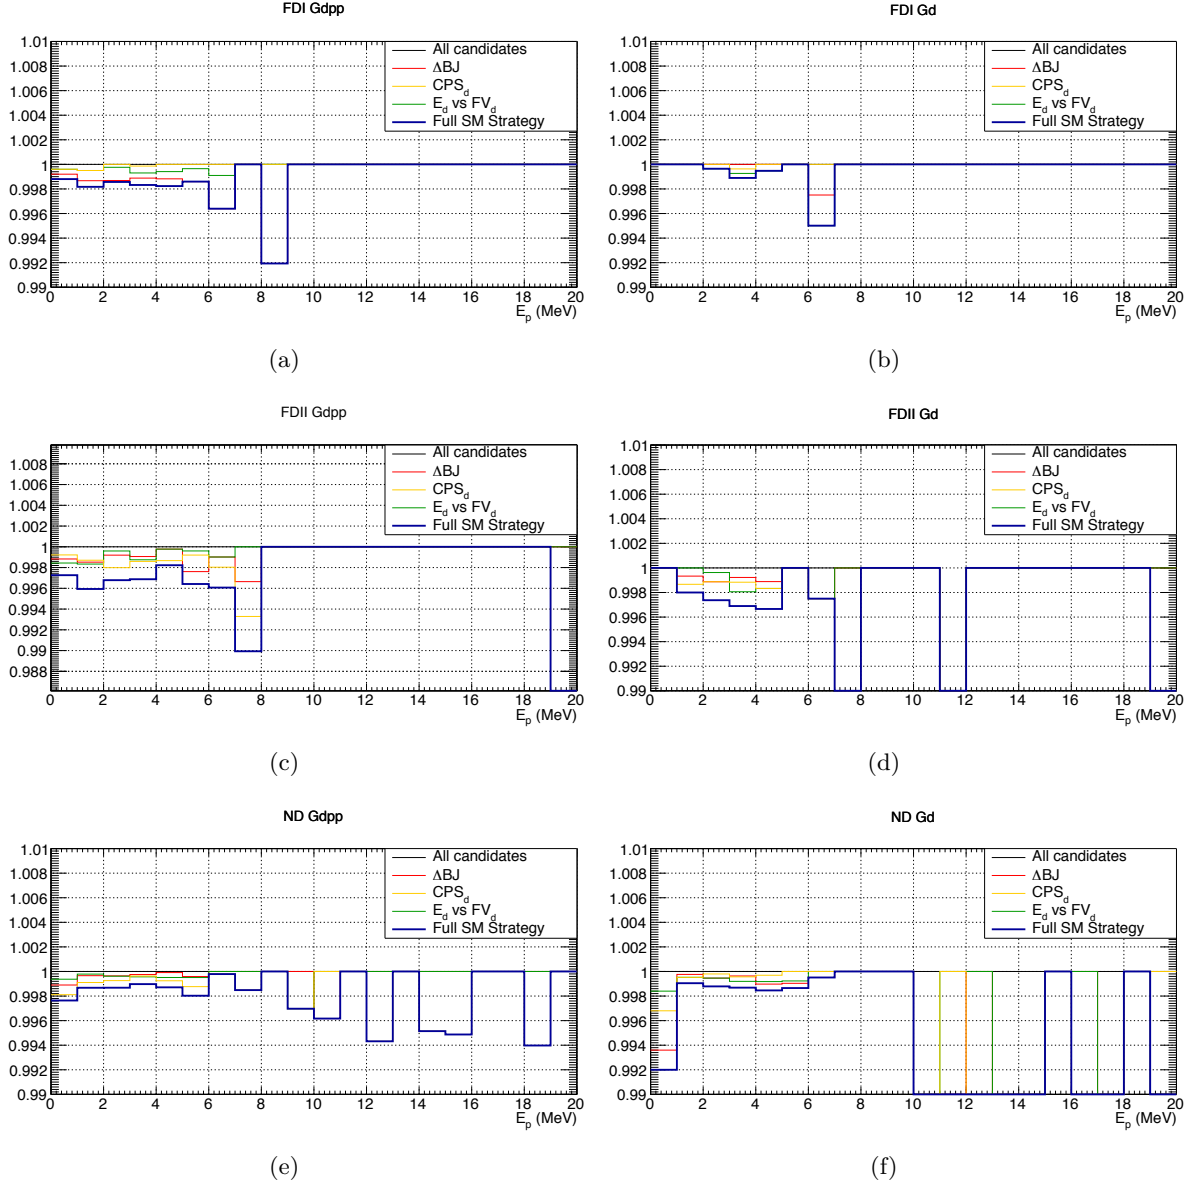 FDI Gdpp
1.01
1.008
1.006
1.004
1.002
1
0.998
0.996
0.994
0.992
0.99
All candidates
ΔBJ
CPS_d
E_d vs FV_d
Full SM Strategy
0 2 4 6 8 10 12 14 16 18 20
E_p (MeV)
(a)
FDI Gd
1.01
1.008
1.006
1.004
1.002
1
0.998
0.996
0.994
0.992
0.99
All candidates
ΔBJ
CPS_d
E_d vs FV_d
Full SM Strategy
0 2 4 6 8 10 12 14 16 18 20
E_p (MeV)
(b)
FDII Gdpp
1.008
1.006
1.004
1.002
1
0.998
0.996
0.994
0.992
0.99
0.988
All candidates
ΔBJ
CPS_d
E_d vs FV_d
Full SM Strategy
0 2 4 6 8 10 12 14 16 18 20
E_p (MeV)
(c)
FDII Gd
1.01
1.008
1.006
1.004
1.002
1
0.998
0.996
0.994
0.992
0.99
All candidates
ΔBJ
CPS_d
E_d vs FV_d
Full SM Strategy
0 2 4 6 8 10 12 14 16 18 20
E_p (MeV)
(d)
ND Gdpp
1.01
1.008
1.006
1.004
1.002
1
0.998
0.996
0.994
0.992
0.99
All candidates
ΔBJ
CPS_d
E_d vs FV_d
Full SM Strategy
0 2 4 6 8 10 12 14 16 18 20
E_p (MeV)
(e)
ND Gd
1.01
1.008
1.006
1.004
1.002
1
0.998
0.996
0.994
0.992
0.99
All candidates
ΔBJ
CPS_d
E_d vs FV_d
Full SM Strategy
0 2 4 6 8 10 12 14 16 18 20
E_p (MeV)
(f)